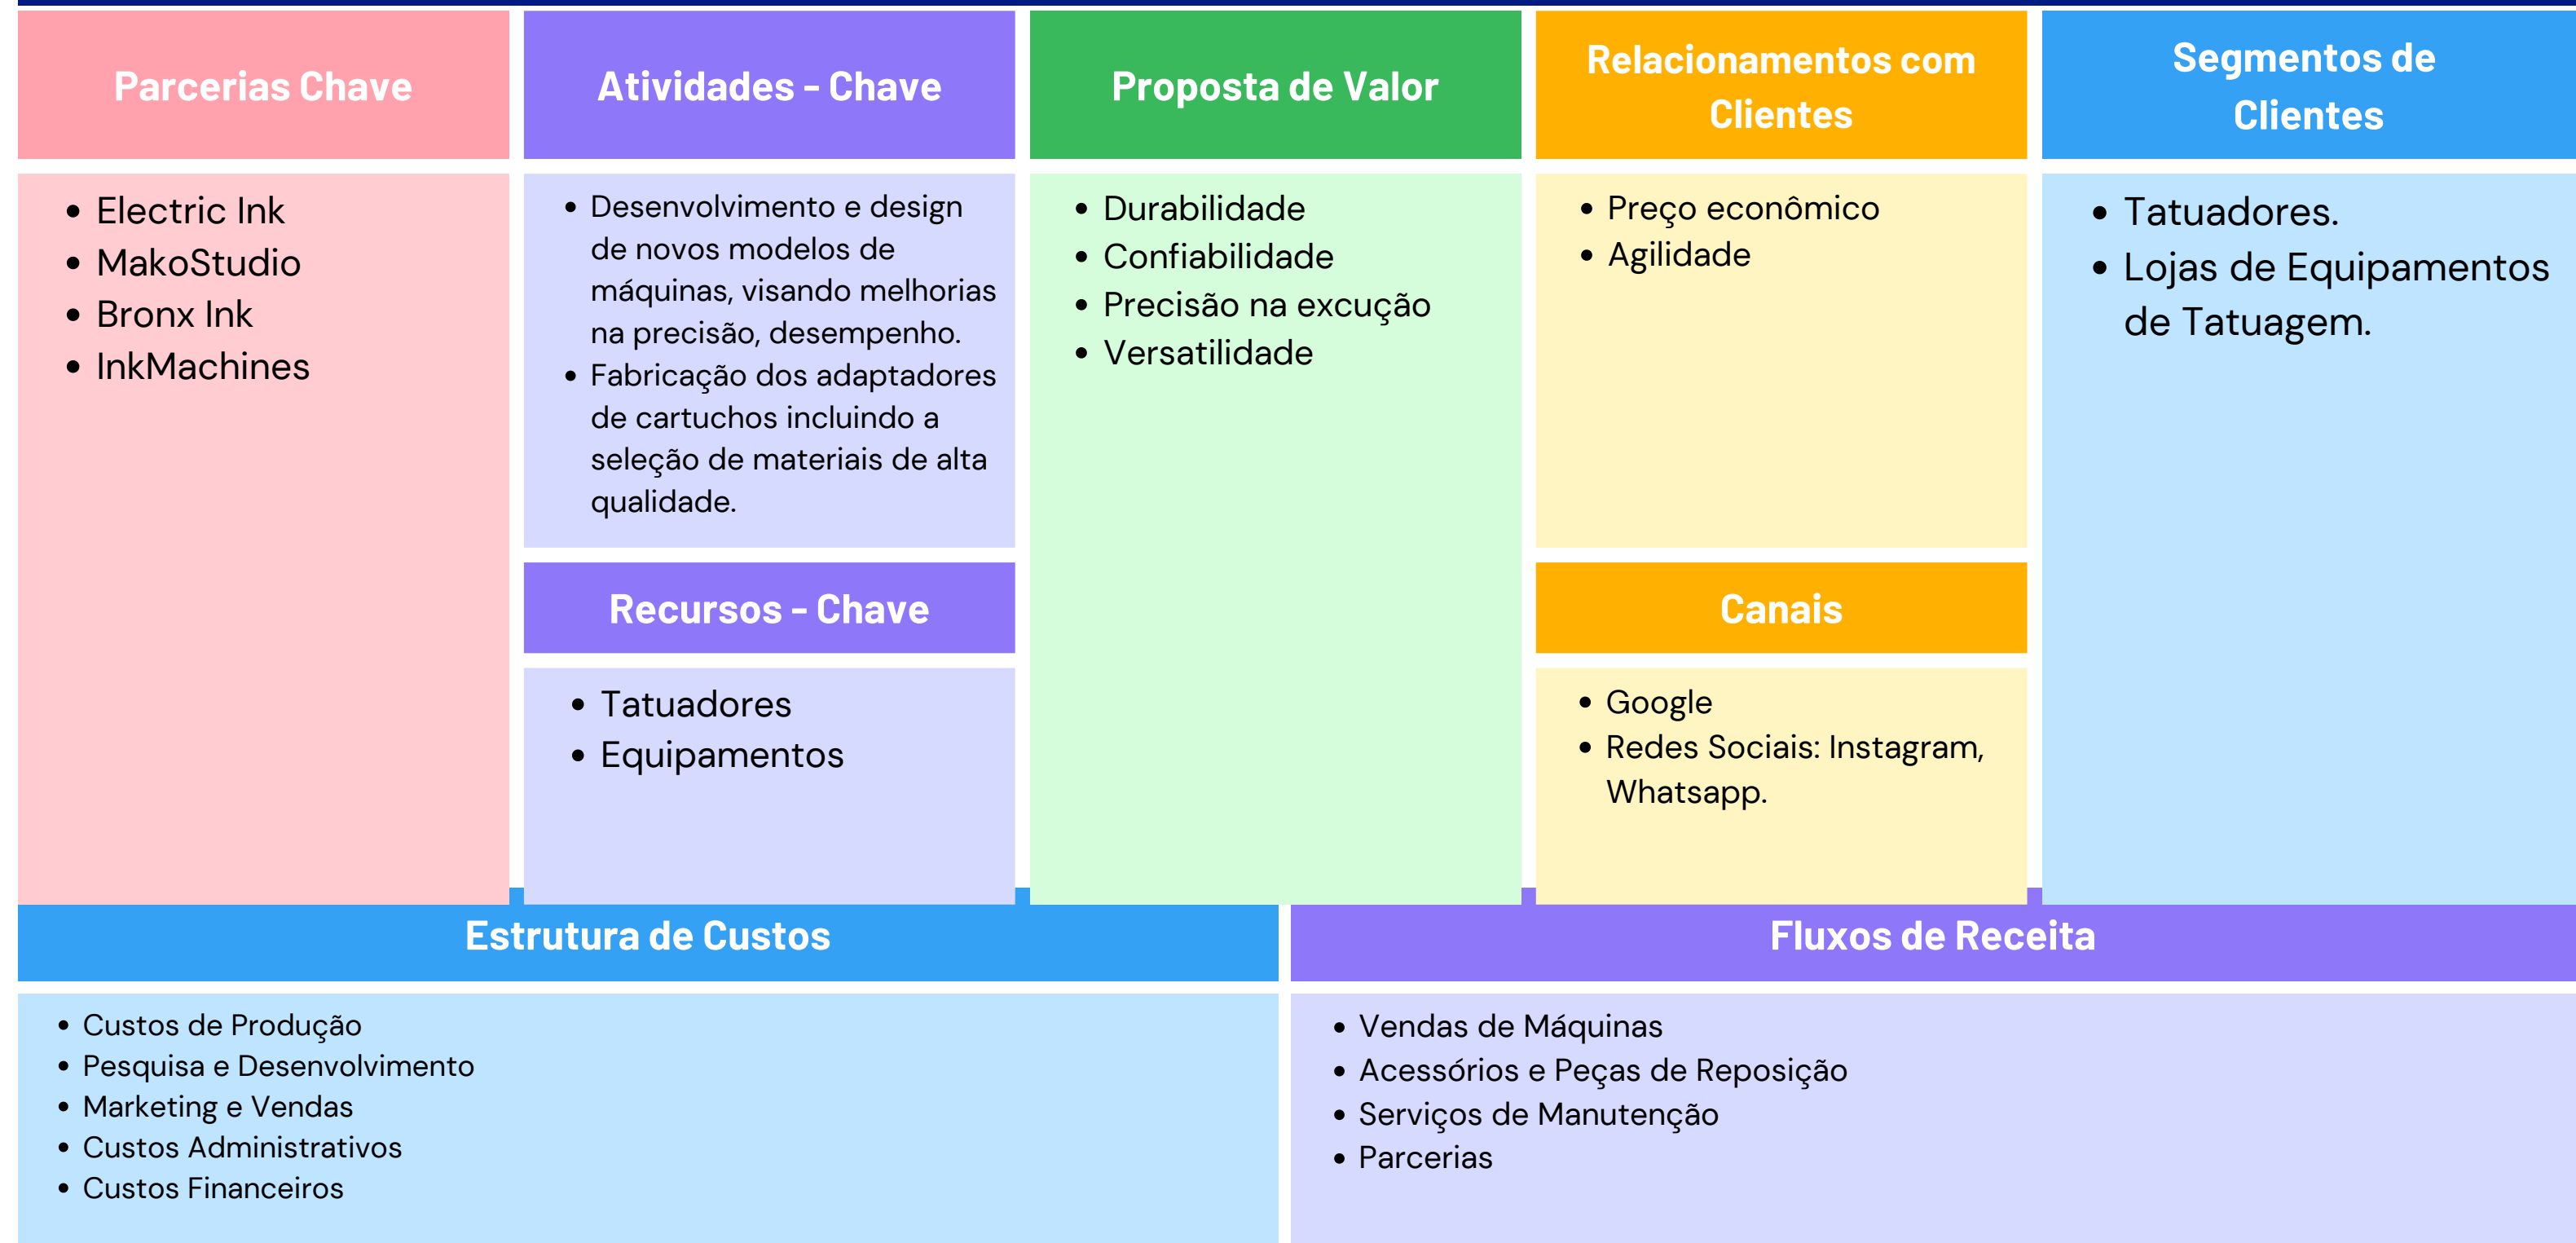 Parcerias Chave
• Electric Ink
• MakoStudio
• Bronx Ink
• InkMachines
Atividades - Chave
• Desenvolvimento e design
de novos modelos de
máquinas, visando melhorias
na precisão, desempenho.
• Fabricação dos adaptadores
de cartuchos incluindo a
seleção de materiais de alta
qualidade.
Recursos - Chave
• Tatuadores
• Equipamentos
Proposta de Valor
• Durabilidade
• Confiabilidade
• Precisão na excução
• Versatilidade
Relacionamentos com
Clientes
• Preço econômico
• Agilidade
Canais
• Google
• Redes Sociais: Instagram,
Whatsapp.
Segmentos de
Clientes
• Tatuadores.
• Lojas de Equipamentos
de Tatuagem.
Estrutura de Custos
• Custos de Produção
• Pesquisa e Desenvolvimento
• Marketing e Vendas
• Custos Administrativos
• Custos Financeiros
Fluxos de Receita
• Vendas de Máquinas
• Acessórios e Peças de Reposição
• Serviços de Manutenção
• Parcerias